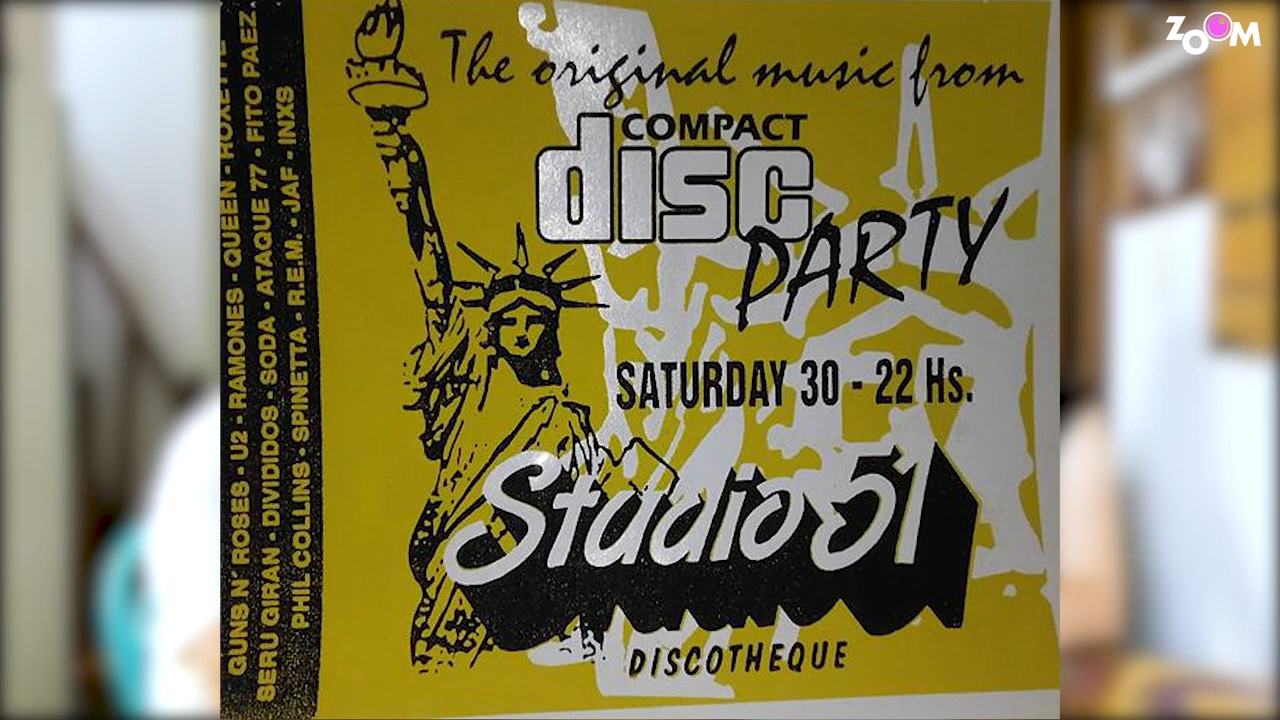 The original music from
COMPACT
disc
PARTY
SATURDAY 30 - 22 Hs.
Studio 51
DISCOTHEQUE
GUNS N' ROSES - U2 - RAMONES - QUEEN - ROXETTE
SERU GIRAN - DIVIDIDOS - SODA - ATAQUE 77 - FITO PAEZ
PHIL COLLINS - SPINETTA - R.E.M. - JAF - INXS
ZOOM